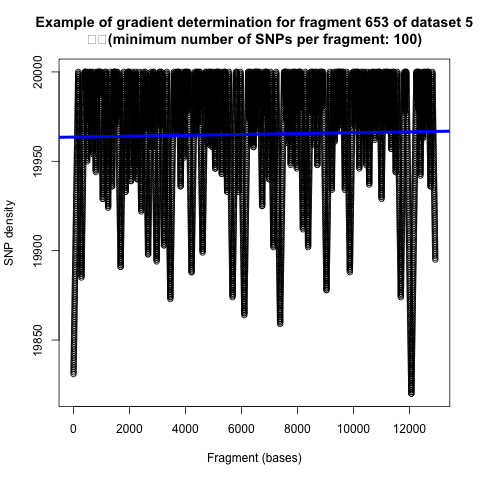 Example of gradient determination for fragment 653 of dataset 5
(minimum number of SNPs per fragment: 100)
20000
19950
19900
19850
SNP density
0 2000 4000 6000 8000 10000 12000
Fragment (bases)